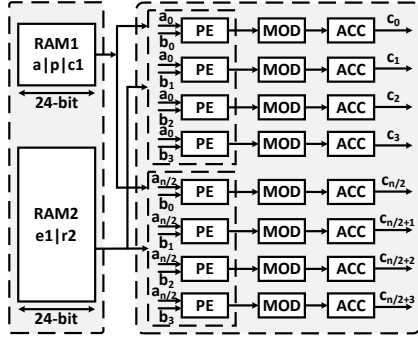 RAM1
a|p|c1
24-bit
RAM2
e1|r2
24-bit
a0 b0 PE MOD ACC c0
a0 b1 PE MOD ACC c1
a0 b2 PE MOD ACC c2
a0 b3 PE MOD ACC c3
an/2 b0 PE MOD ACC cn/2
an/2 b1 PE MOD ACC cn/2+1
an/2 b2 PE MOD ACC cn/2+2
an/2 b3 PE MOD ACC cn/2+3